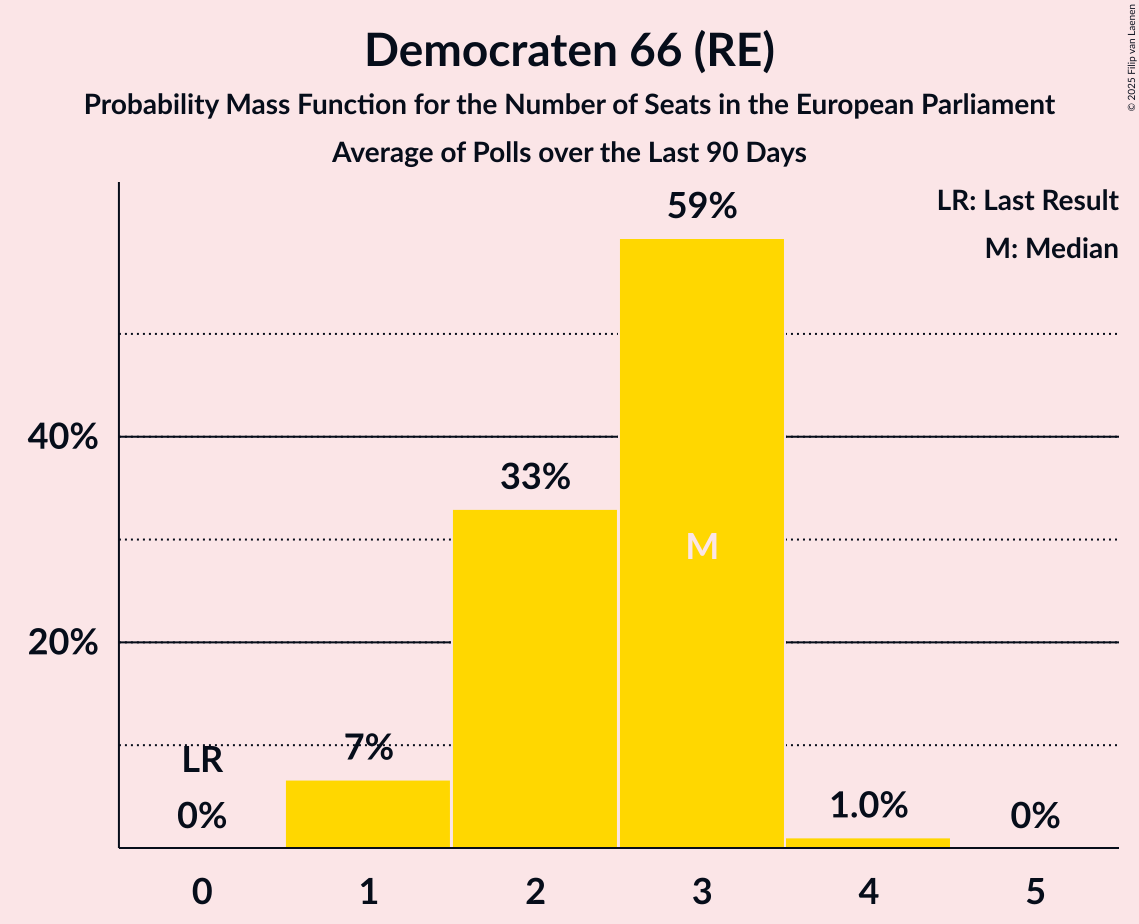 Democraten 66 (RE)
Probability Mass Function for the Number of Seats in the European Parliament
Average of Polls over the Last 90 Days
© 2025 Filip van Laenen
LR: Last Result
M: Median
59%
40%
33%
M
20%
LR
7%
0%
1.0%
0%
0 1 2 3 4 5